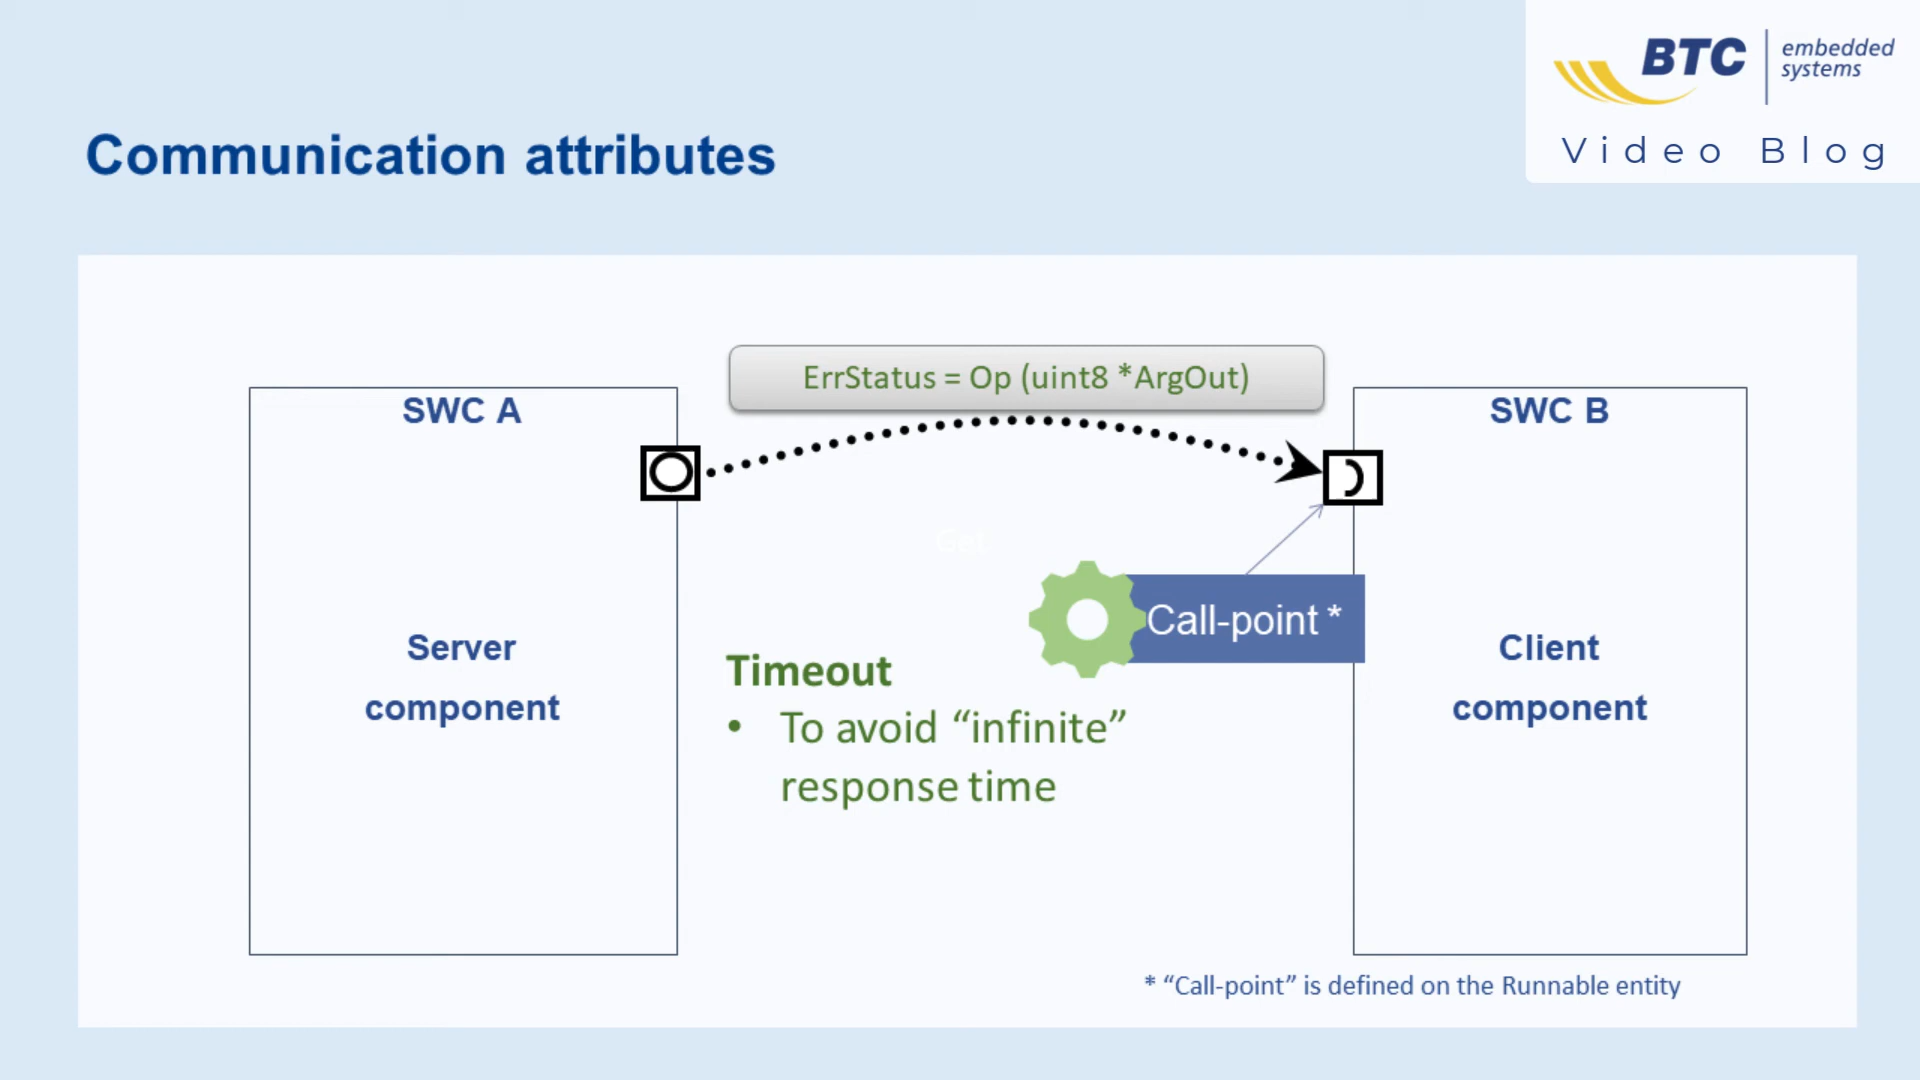 BTC embedded systems
Video Blog
Communication attributes
ErrStatus = Op (uint8 *ArgOut)
SWC A
SWC B
Get
Call-point *
Server
component
Client
component
Timeout
• To avoid “infinite”
response time
* “Call-point” is defined on the Runnable entity